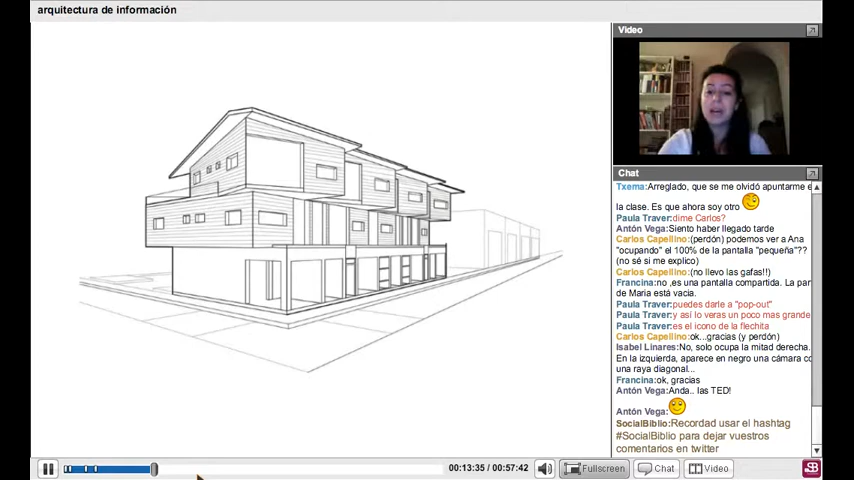 arquitectura de información
Video
Chat
Txema:Arreglado, que se me olvidó apuntarme e
la clase. Es que ahora soy otro
Paula Traver:dime Carlos?
Antón Vega:Siento haber llegado tarde
Carlos Capellino:(perdón) podemos ver a Ana
"ocupando" el 100% de la pantalla "pequeña"??
(no sé si me explico)
Carlos Capellino:(no llevo las gafas!!)
Francina:no ,es una pantalla compartida. La par
de Maria está vacia.
Paula Traver:puedes darle a "pop-out"
Paula Traver:y así lo veras un poco mas grande
Paula Traver:es el icono de la flechita
Carlos Capellino:ok...gracias (y perdón)
Isabel Linares:No, solo ocupa la mitad derecha.
En la izquierda, aparece en negro una cámara co
una raya diagonal...
Francina:ok, gracias
Antón Vega:Anda.. las TED!
Antón Vega:
SocialBiblio:Recordad usar el hashtag
#SocialBiblio para dejar vuestros
comentarios en twitter
00:13:35 / 00:57:42
Fullscreen
Chat
Video
SB